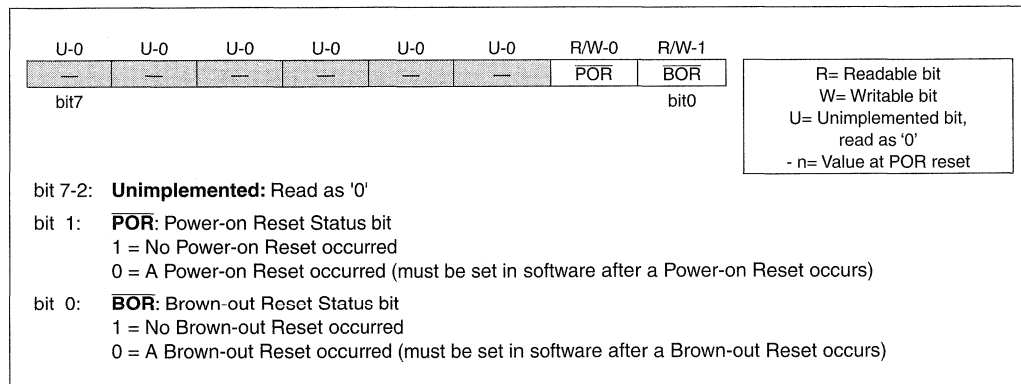 U-0 U-0 U-0 U-0 U-0 U-0 R/W-0 R/W-1
— — — — — — P̅O̅R̅ B̅O̅R̅
bit7 bit0
R= Readable bit
W= Writable bit
U= Unimplemented bit,
read as ‘0’
- n= Value at POR reset
bit 7-2: Unimplemented: Read as '0'
bit 1: P̅O̅R̅: Power-on Reset Status bit
1 = No Power-on Reset occurred
0 = A Power-on Reset occurred (must be set in software after a Power-on Reset occurs)
bit 0: B̅O̅R̅: Brown-out Reset Status bit
1 = No Brown-out Reset occurred
0 = A Brown-out Reset occurred (must be set in software after a Brown-out Reset occurs)